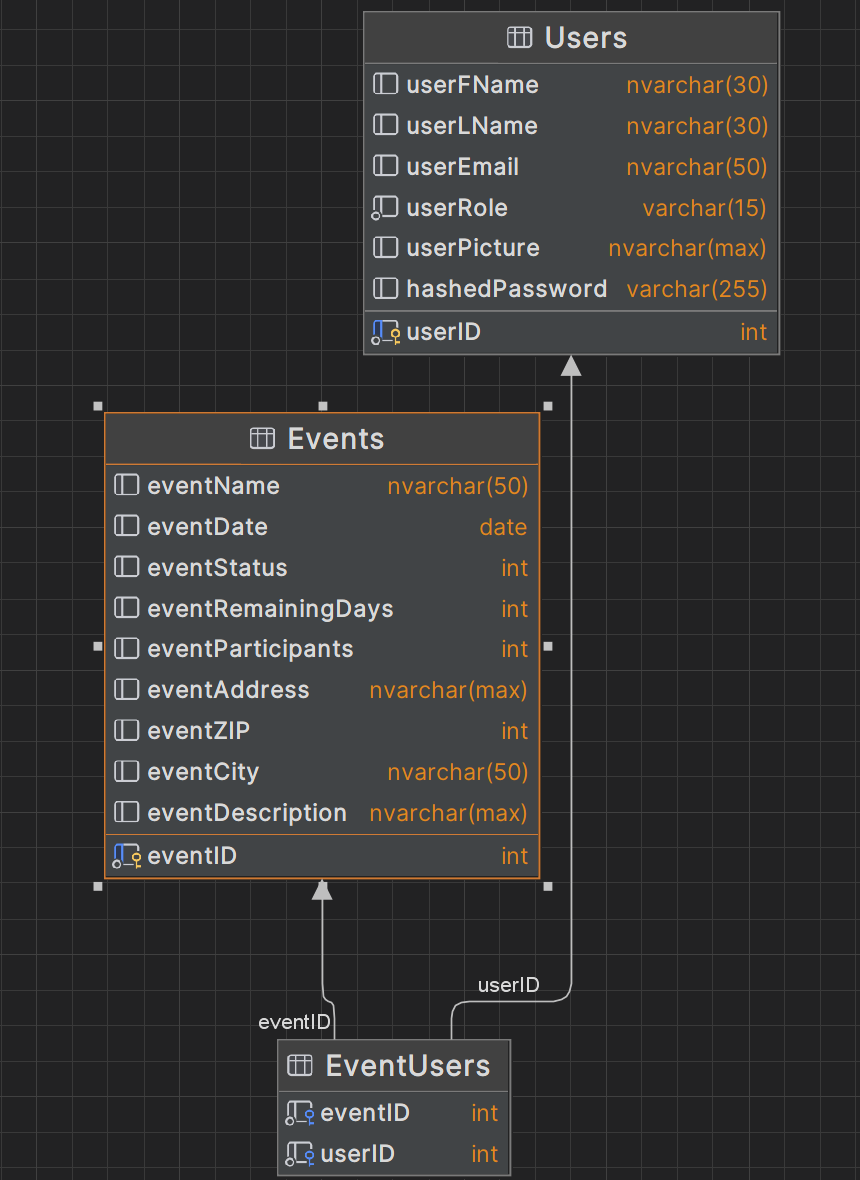 Users
userFName nvarchar(30)
userLName nvarchar(30)
userEmail nvarchar(50)
userRole varchar(15)
userPicture nvarchar(max)
hashedPassword varchar(255)
userID int
Events
eventName nvarchar(50)
eventDate date
eventStatus int
eventRemainingDays int
eventParticipants int
eventAddress nvarchar(max)
eventZIP int
eventCity nvarchar(50)
eventDescription nvarchar(max)
eventID int
userID
eventID
EventUsers
eventID int
userID int